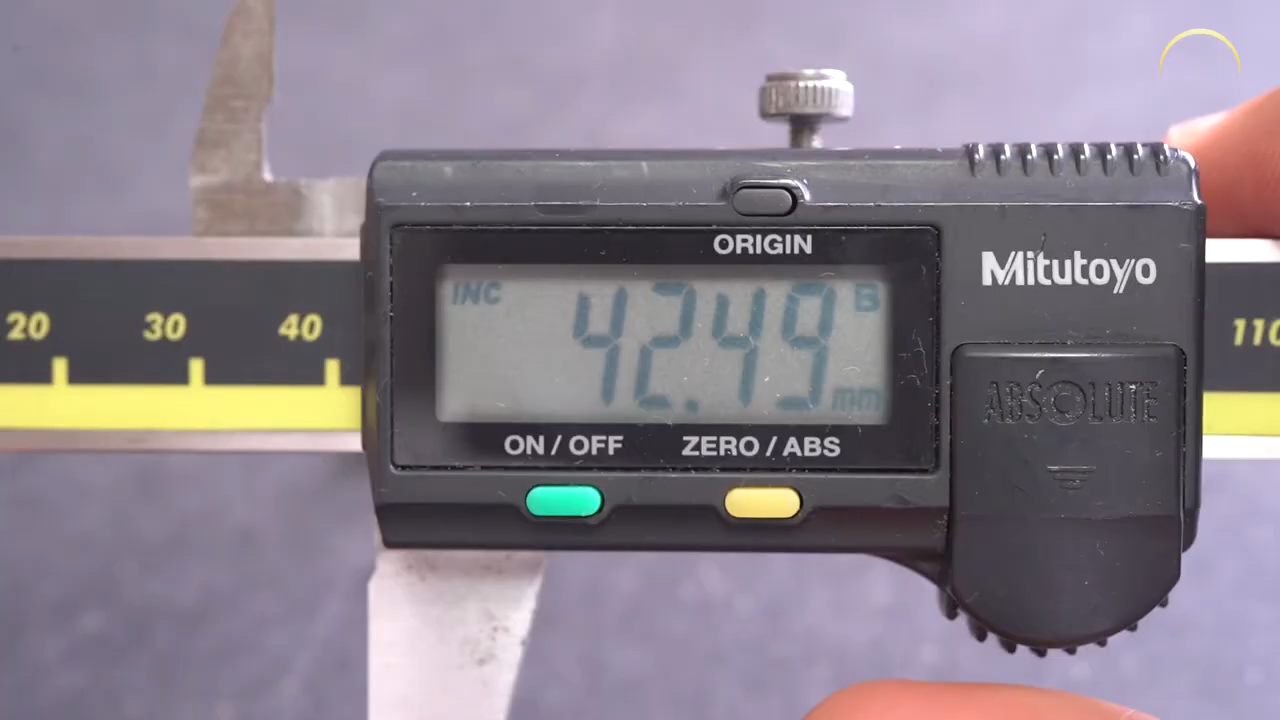 ORIGIN
Mitutoyo
INC 42.49 B
mm
20 30 40
110
ABSOLUTE
ON / OFF ZERO / ABS